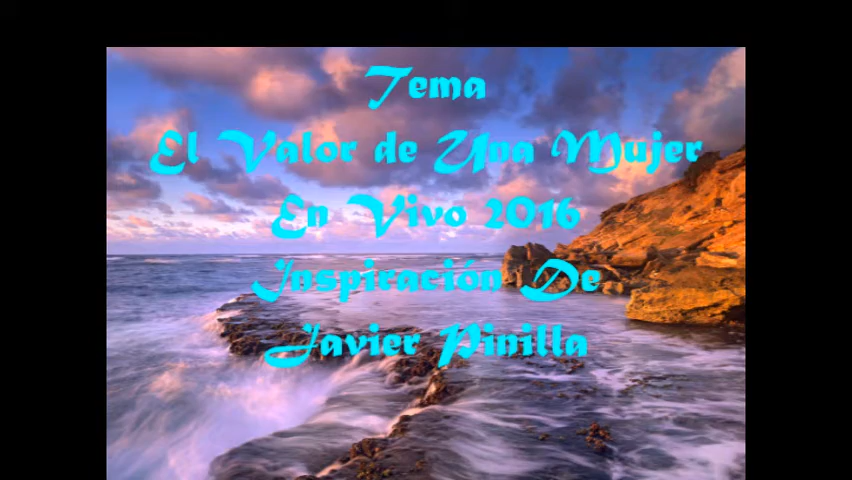 Tema
El Valor de Una Mujer
En Vivo 2016
Inspiración De
Javier Pinilla